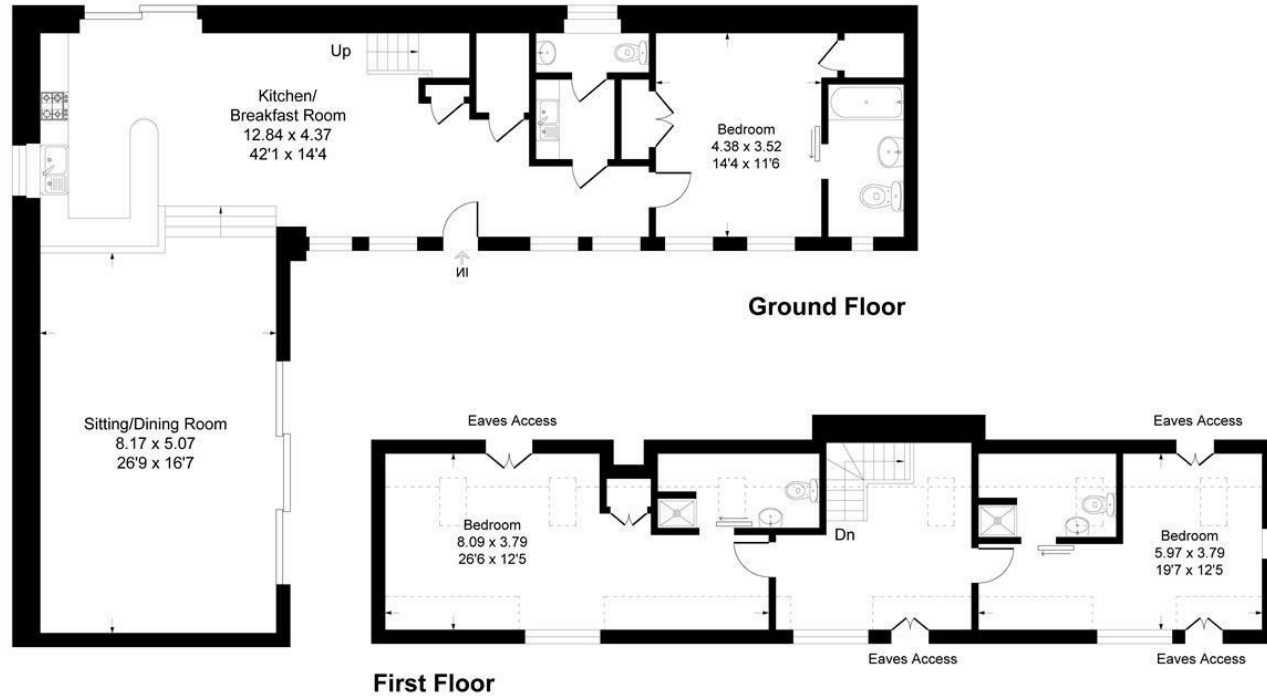 Up
Kitchen/
Breakfast Room
12.84 x 4.37
42'1 x 14'4
Bedroom
4.38 x 3.52
14'4 x 11'6
IN
Ground Floor
Sitting/Dining Room
8.17 x 5.07
26'9 x 16'7
Eaves Access
Eaves Access
Bedroom
8.09 x 3.79
26'6 x 12'5
Dn
Bedroom
5.97 x 3.79
19'7 x 12'5
Eaves Access
Eaves Access
First Floor